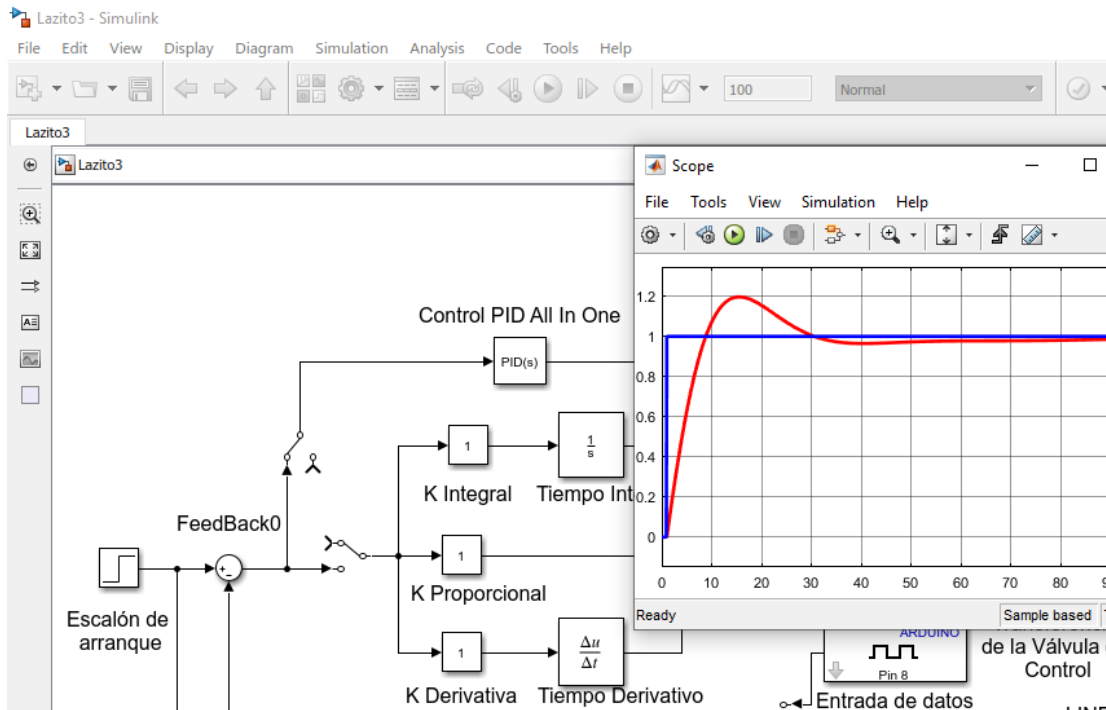 Lazito3 - Simulink
File Edit View Display Diagram Simulation Analysis Code Tools Help
100
Normal
Lazito3
Lazito3
Scope
File Tools View Simulation Help
1.2
1
0.8
0.6
0.4
0.2
0
0 10 20 30 40 50 60 70 80
Ready
Sample based
Control PID All In One
PID(s)
1
1
s
K Integral
Tiempo
FeedBack0
+
-
1
K Proporcional
Escalón de
arranque
1
Δu
Δt
K Derivativa
Tiempo Derivativo
ARDUINO
Pin 8
Entrada de datos
de la Válvula
Control